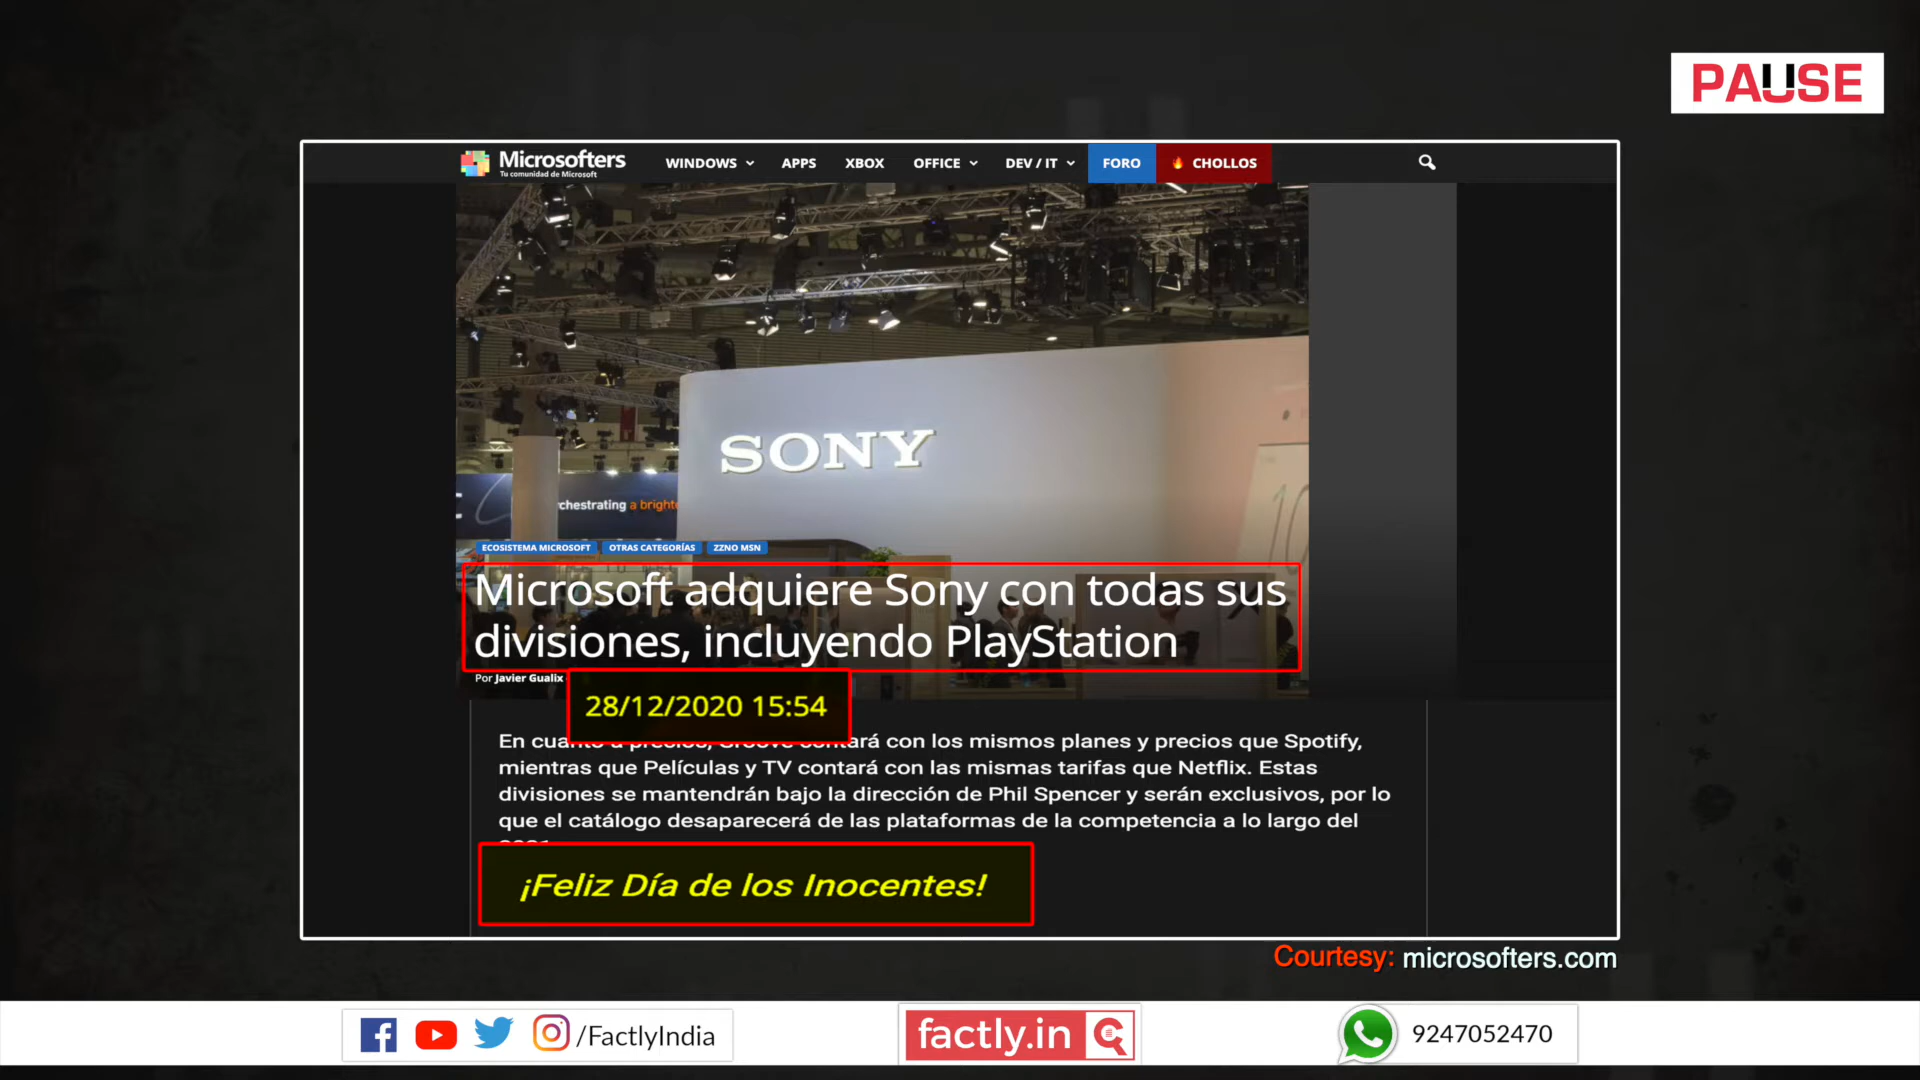 PAUSE
Microsofters
Tu comunidad de Microsoft
WINDOWS
APPS
XBOX
OFFICE
DEV / IT
FORO
CHOLLOS
SONY
chestrating a brighte
ECOSISTEMA MICROSOFT
OTRAS CATEGORÍAS
ZZNO MSN
Microsoft adquiere Sony con todas sus
divisiones, incluyendo PlayStation
Por Javier Gualix
28/12/2020 15:54
En cuanto a precios, Groove contará con los mismos planes y precios que Spotify,
mientras que Películas y TV contará con las mismas tarifas que Netflix. Estas
divisiones se mantendrán bajo la dirección de Phil Spencer y serán exclusivos, por lo
que el catálogo desaparecerá de las plataformas de la competencia a lo largo del
¡Feliz Día de los Inocentes!
Courtesy: microsofters.com
/FactlyIndia
factly.in
9247052470